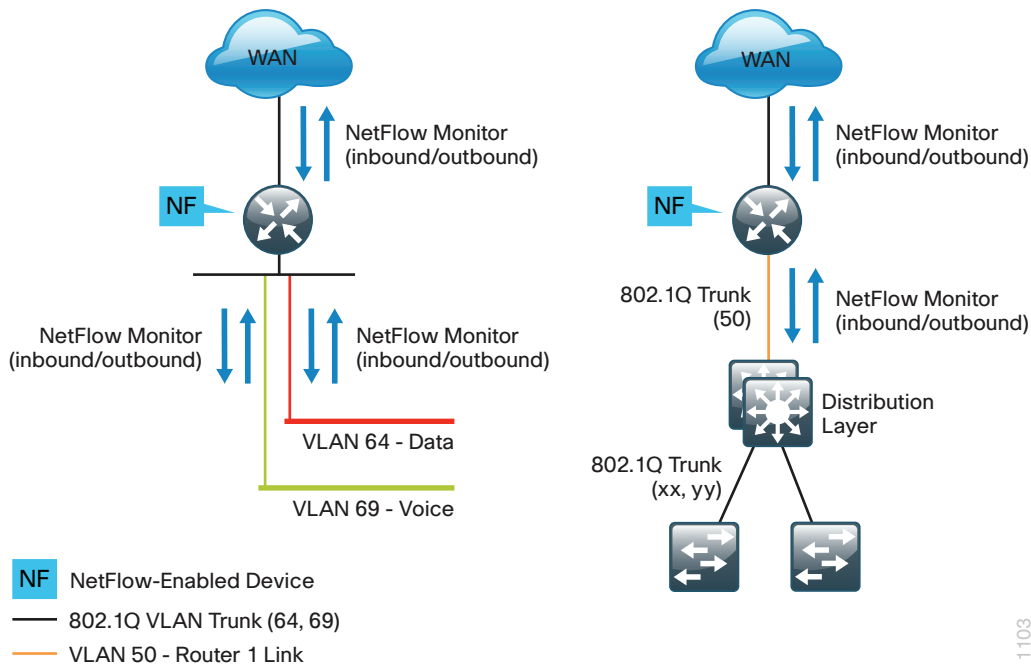 WAN
NetFlow Monitor
(inbound/outbound)
NF
NetFlow Monitor
(inbound/outbound)
NetFlow Monitor
(inbound/outbound)
VLAN 64 - Data
VLAN 69 - Voice
WAN
NetFlow Monitor
(inbound/outbound)
NF
802.1Q Trunk
(50)
NetFlow Monitor
(inbound/outbound)
Distribution
Layer
802.1Q Trunk
(xx, yy)
NF NetFlow-Enabled Device
802.1Q VLAN Trunk (64, 69)
VLAN 50 - Router 1 Link
1103